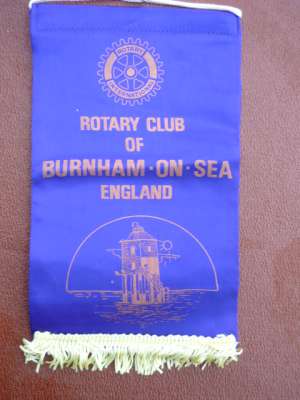 ROTARY
INTERNATIONAL
ROTARY CLUB
OF
BURNHAM·ON·SEA
ENGLAND